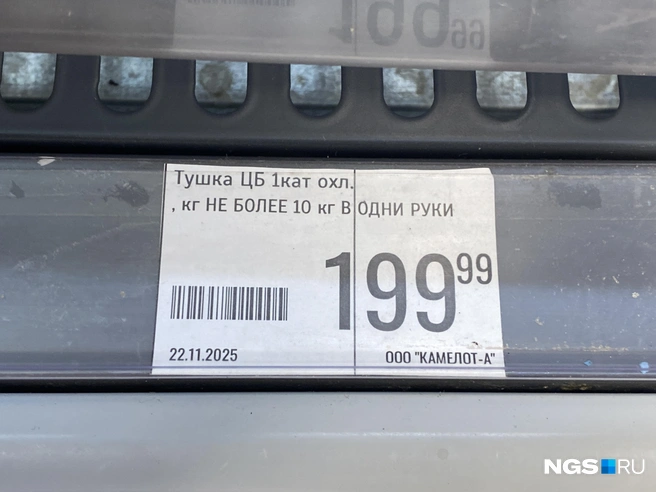 Тушка ЦБ 1кат охл.
, кг НЕ БОЛЕЕ 10 кг В ОДНИ РУКИ
199 99
22.11.2025 ООО "КАМЕЛОТ-А"
NGS RU